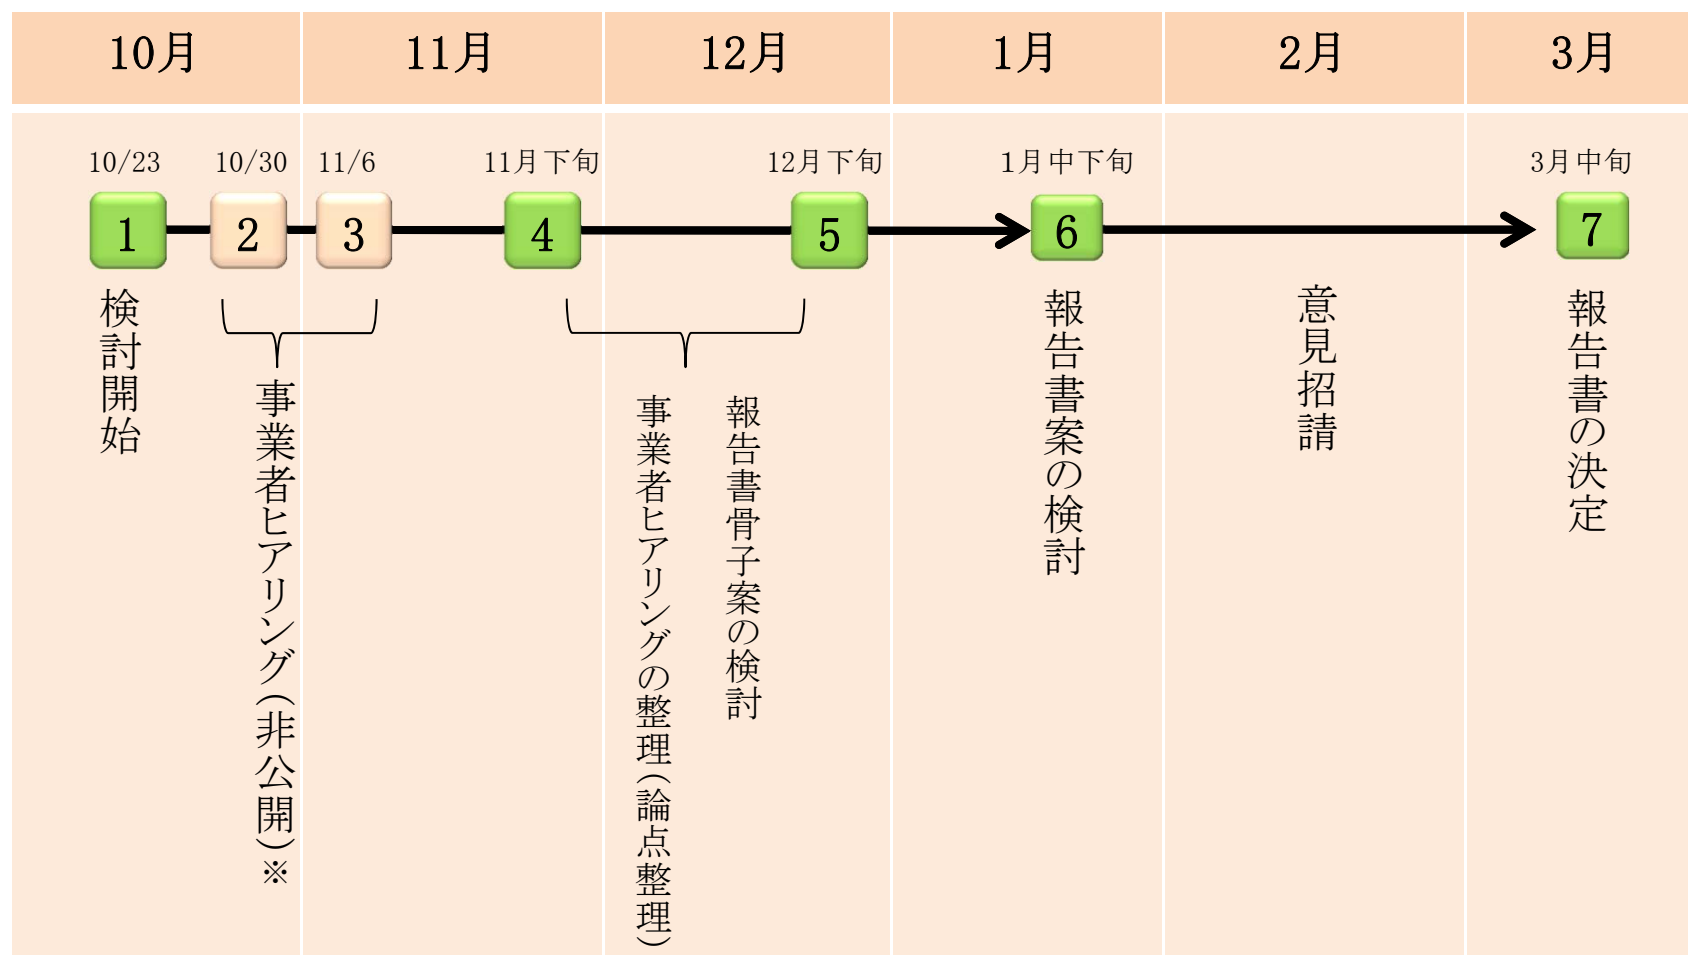 10月
11月
12月
1月
2月
3月
10/23
10/30
11/6
11月下旬
12月下旬
1月中下旬
3月中旬
1
2
3
4
5
6
7
検討開始
事業者ヒアリング(非公開)※
報告書骨子案の検討
事業者ヒアリングの整理(論点整理)
報告書案の検討
意見招請
報告書の決定